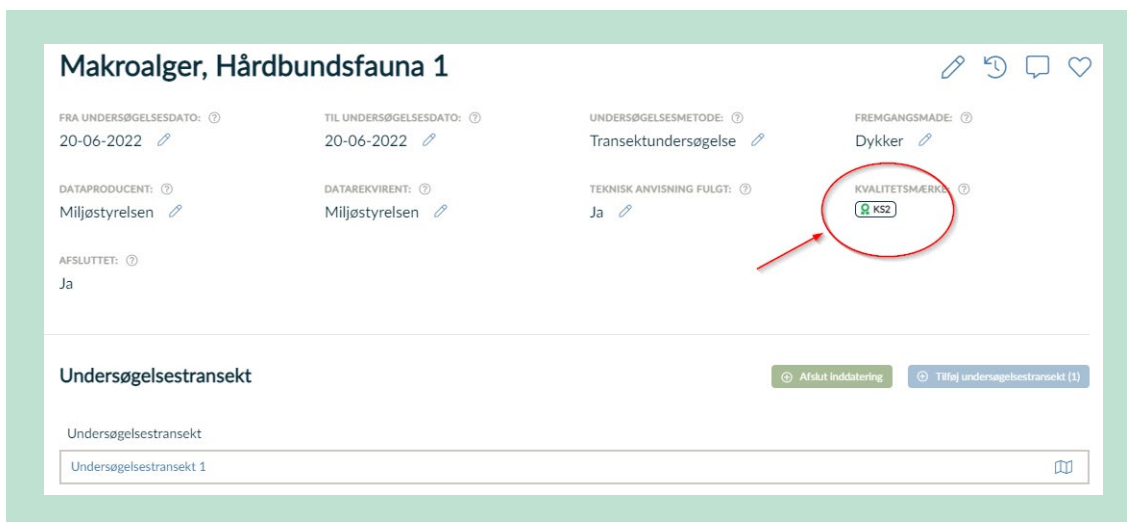 Makroalger, Hårdbundsfauna 1
FRA UNDERSØGELSESDATO: ?
TIL UNDERSØGELSESDATO: ?
UNDERSØGELSESMETODE: ?
FREMGANGSMÅDE: ?
20-06-2022
20-06-2022
Transektundersøgelse
Dykker
DATAPRODUCENT: ?
DATAREKVIRENT: ?
TEKNISK ANVISNING FULGT: ?
KVALITETSMÆRKE: ?
Miljøstyrelsen
Miljøstyrelsen
Ja
KS2
AFSLUTTET: ?
Ja
Undersøgelsestransekt
Afslut inddatering
Tilføj undersøgelsestransekt (1)
Undersøgelsestransekt
Undersøgelsestransekt 1